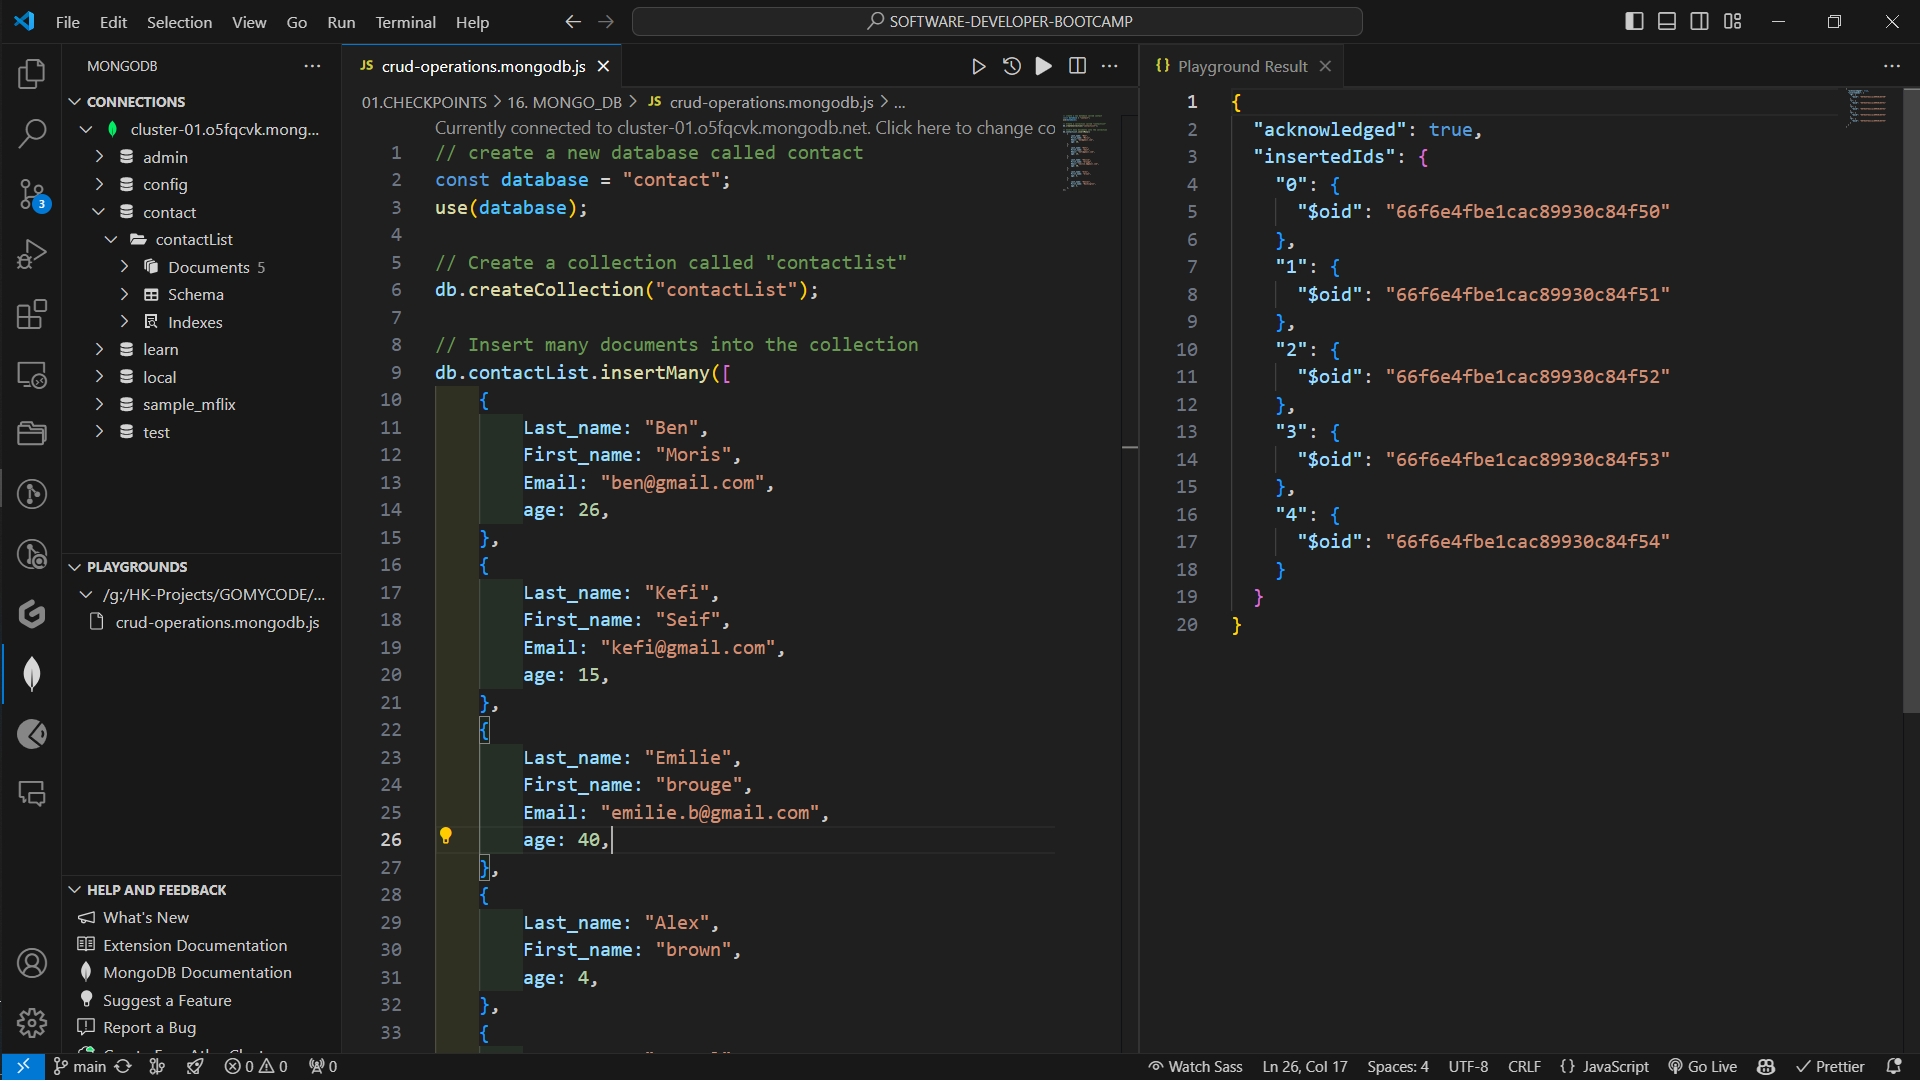 File Edit Selection View Go Run Terminal Help
SOFTWARE-DEVELOPER-BOOTCAMP
MONGODB
CONNECTIONS
cluster-01.o5fqcvk.mong...
admin
config
contact
contactList
Documents 5
Schema
Indexes
learn
local
sample_mflix
test
PLAYGROUNDS
/g:/HK-Projects/GOMYCODE/...
crud-operations.mongodb.js
HELP AND FEEDBACK
What's New
Extension Documentation
MongoDB Documentation
Suggest a Feature
Report a Bug
3
JS crud-operations.mongodb.js
01.CHECKPOINTS > 16. MONGO_DB > JS crud-operations.mongodb.js > ...
Currently connected to cluster-01.o5fqcvk.mongodb.net. Click here to change co
1 // create a new database called contact
2 const database = "contact";
3 use(database);
4
5 // Create a collection called "contactlist"
6 db.createCollection("contactList");
7
8 // Insert many documents into the collection
9 db.contactList.insertMany([
10 {
11 Last_name: "Ben",
12 First_name: "Moris",
13 Email: "ben@gmail.com",
14 age: 26,
15 },
16 {
17 Last_name: "Kefi",
18 First_name: "Seif",
19 Email: "kefi@gmail.com",
20 age: 15,
21 },
22 {
23 Last_name: "Emilie",
24 First_name: "brouge",
25 Email: "emilie.b@gmail.com",
26 age: 40,
27 },
28 {
29 Last_name: "Alex",
30 First_name: "brown",
31 age: 4,
32 },
33 {
{} Playground Result
1 {
2 "acknowledged": true,
3 "insertedIds": {
4 "0": {
5 "$oid": "66f6e4fbe1cac89930c84f50"
6 },
7 "1": {
8 "$oid": "66f6e4fbe1cac89930c84f51"
9 },
10 "2": {
11 "$oid": "66f6e4fbe1cac89930c84f52"
12 },
13 "3": {
14 "$oid": "66f6e4fbe1cac89930c84f53"
15 },
16 "4": {
17 "$oid": "66f6e4fbe1cac89930c84f54"
18 }
19 }
20 }
main 0 0 0 Watch Sass Ln 26, Col 17 Spaces: 4 UTF-8 CRLF {} JavaScript Go Live Prettier